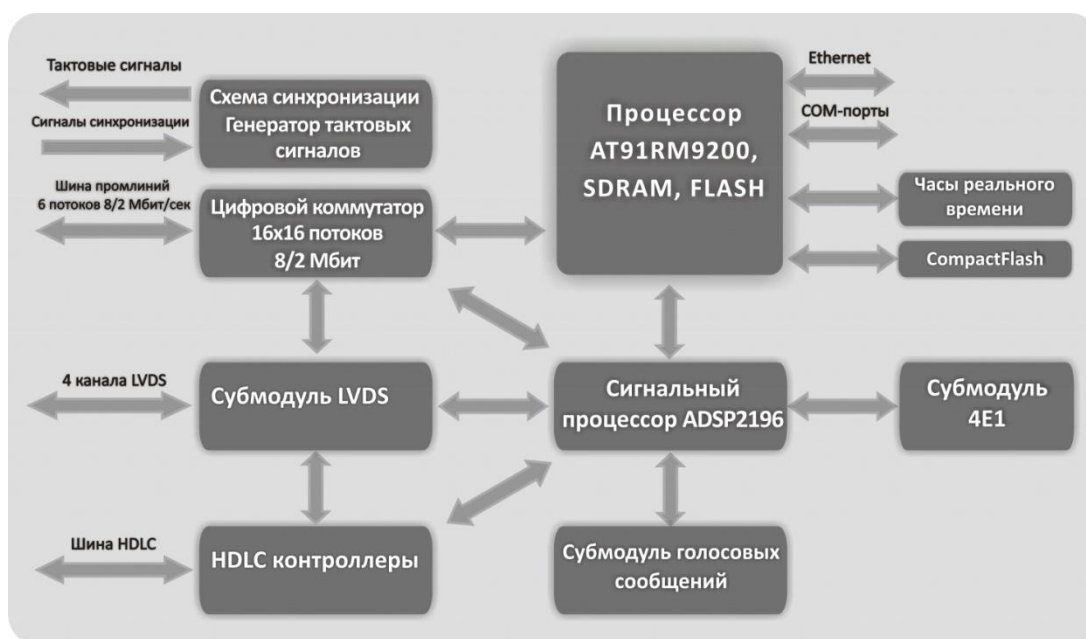 Тактовые сигналы
Сигналы синхронизации
Схема синхронизации
Генератор тактовых
сигналов
Процессор
AT91RM9200,
SDRAM, FLASH
Ethernet
COM-порты
Часы реального
времени
CompactFlash
Шина промлиний
6 потоков 8/2 Мбит/сек
Цифровой коммутатор
16x16 потоков
8/2 Мбит
4 канала LVDS
Субмодуль LVDS
Сигнальный
процессор ADSP2196
Субмодуль
4E1
Шина HDLC
HDLC контроллеры
Субмодуль голосовых
сообщений